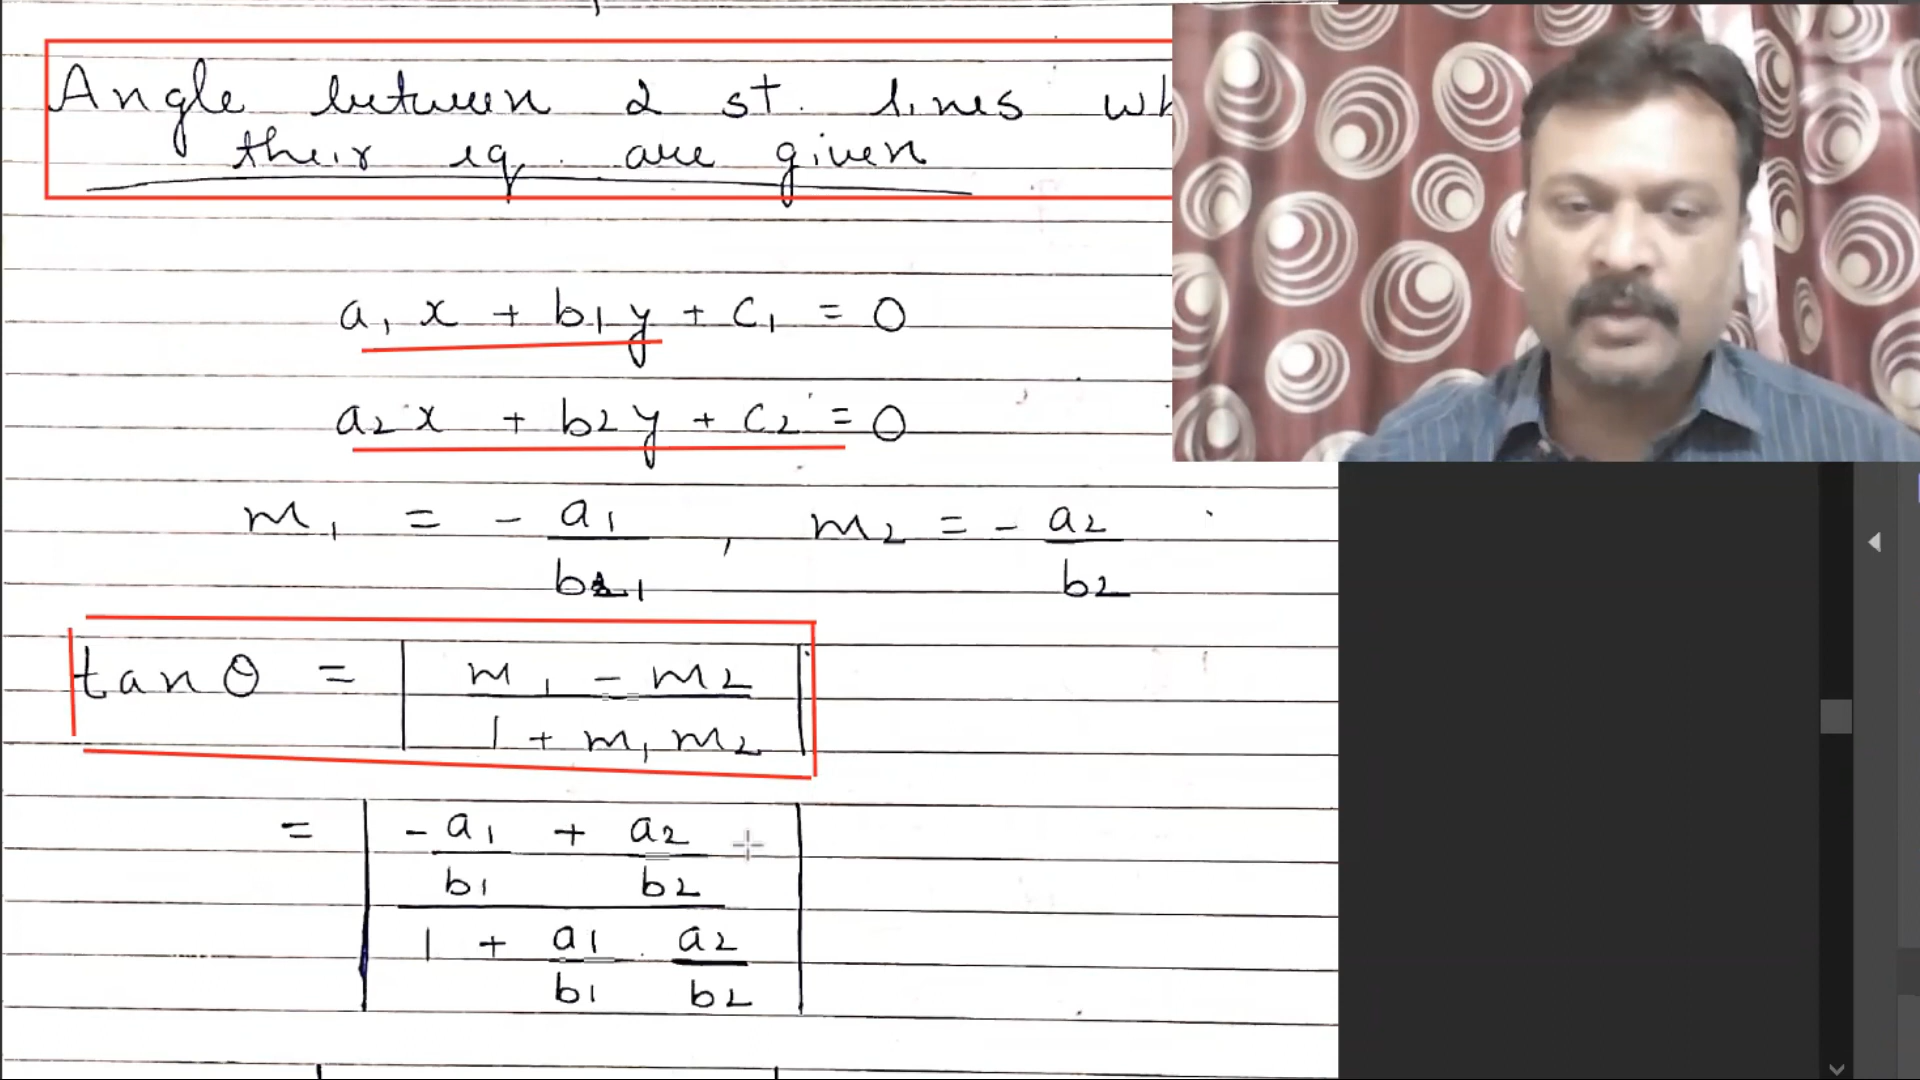 Angle between 2 st. lines
their eq. are given
a₁x + b₁y + c₁ = 0
a₂x + b₂y + c₂ = 0
m₁ = - a₁/b₁ , m₂ = - a₂/b₂
tan θ = | (m₁ - m₂)/(1 + m₁m₂) |
= | (-a₁/b₁ + a₂/b₂)/(1 + a₁/b₁ a₂/b₂) |